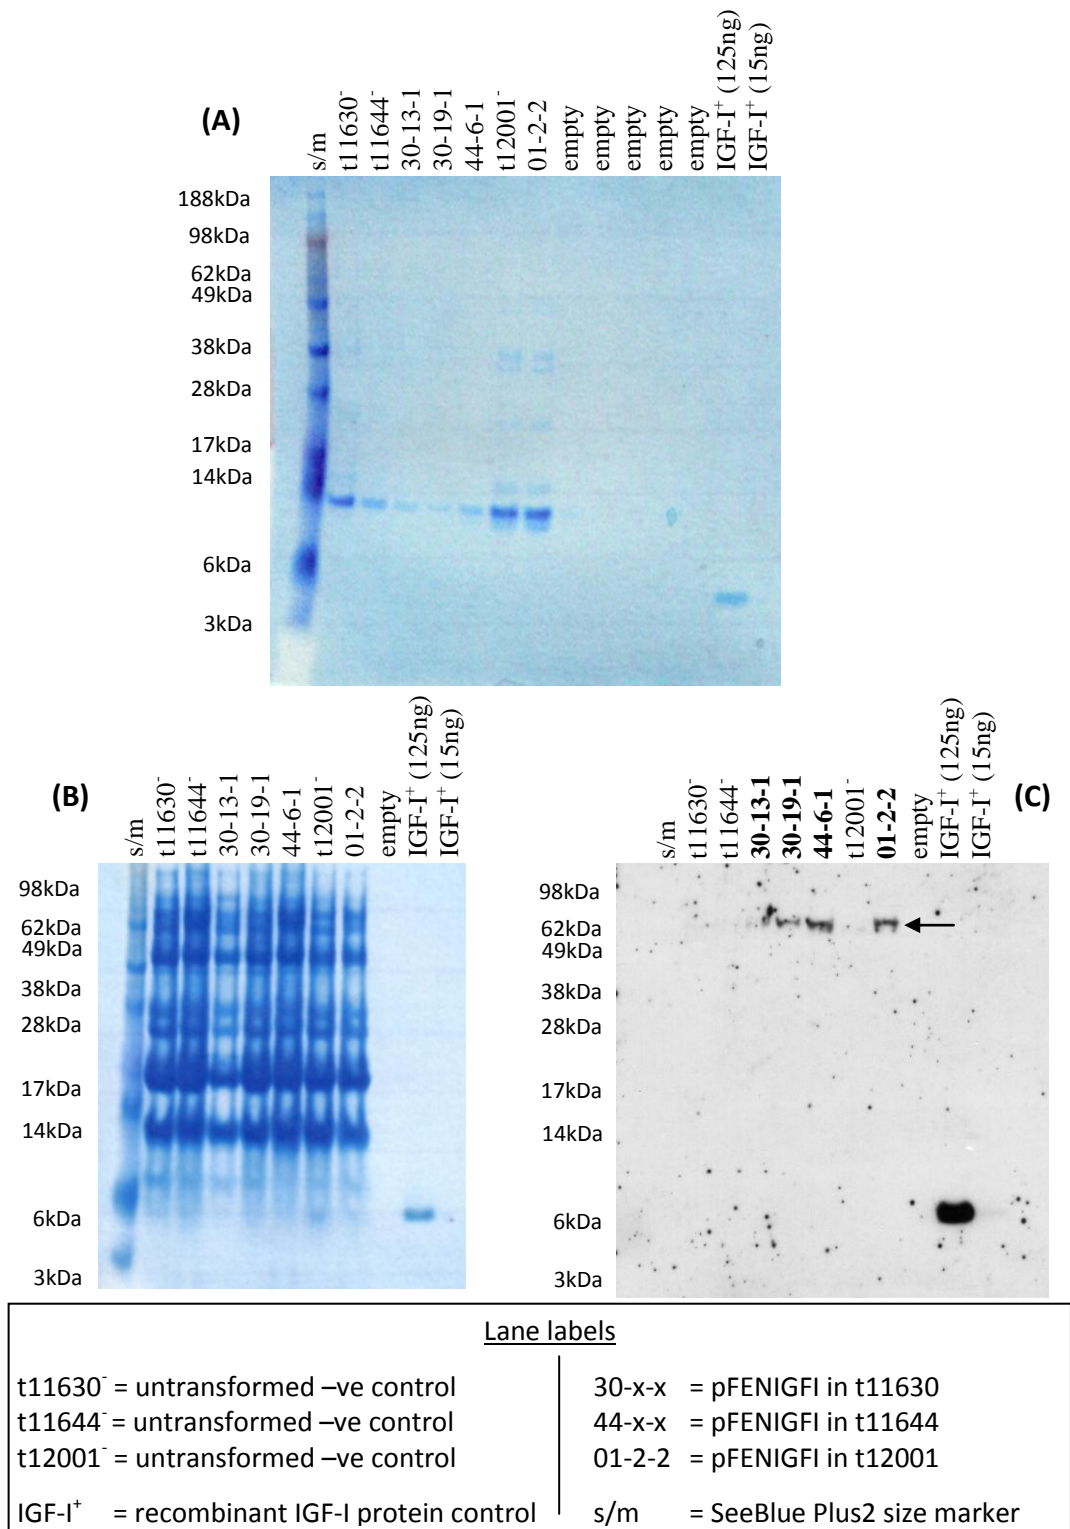 (A)
s/m
t11630⁻
t11644⁻
30-13-1
30-19-1
44-6-1
t12001⁻
01-2-2
empty
empty
empty
empty
empty
IGF-I⁺ (125ng)
IGF-I⁺ (15ng)
188kDa
98kDa
62kDa
49kDa
38kDa
28kDa
17kDa
14kDa
6kDa
3kDa
(B)
s/m
t11630⁻
t11644⁻
30-13-1
30-19-1
44-6-1
t12001⁻
01-2-2
empty
IGF-I⁺ (125ng)
IGF-I⁺ (15ng)
98kDa
62kDa
49kDa
38kDa
28kDa
17kDa
14kDa
6kDa
3kDa
(C)
s/m
t11630⁻
t11644⁻
30-13-1
30-19-1
44-6-1
t12001⁻
01-2-2
empty
IGF-I⁺ (125ng)
IGF-I⁺ (15ng)
98kDa
62kDa
49kDa
38kDa
28kDa
17kDa
14kDa
6kDa
3kDa
Lane labels
t11630⁻ = untransformed –ve control
t11644⁻ = untransformed –ve control
t12001⁻ = untransformed –ve control
IGF-I⁺ = recombinant IGF-I protein control
30-x-x = pFENIGFI in t11630
44-x-x = pFENIGFI in t11644
01-2-2 = pFENIGFI in t12001
s/m = SeeBlue Plus2 size marker